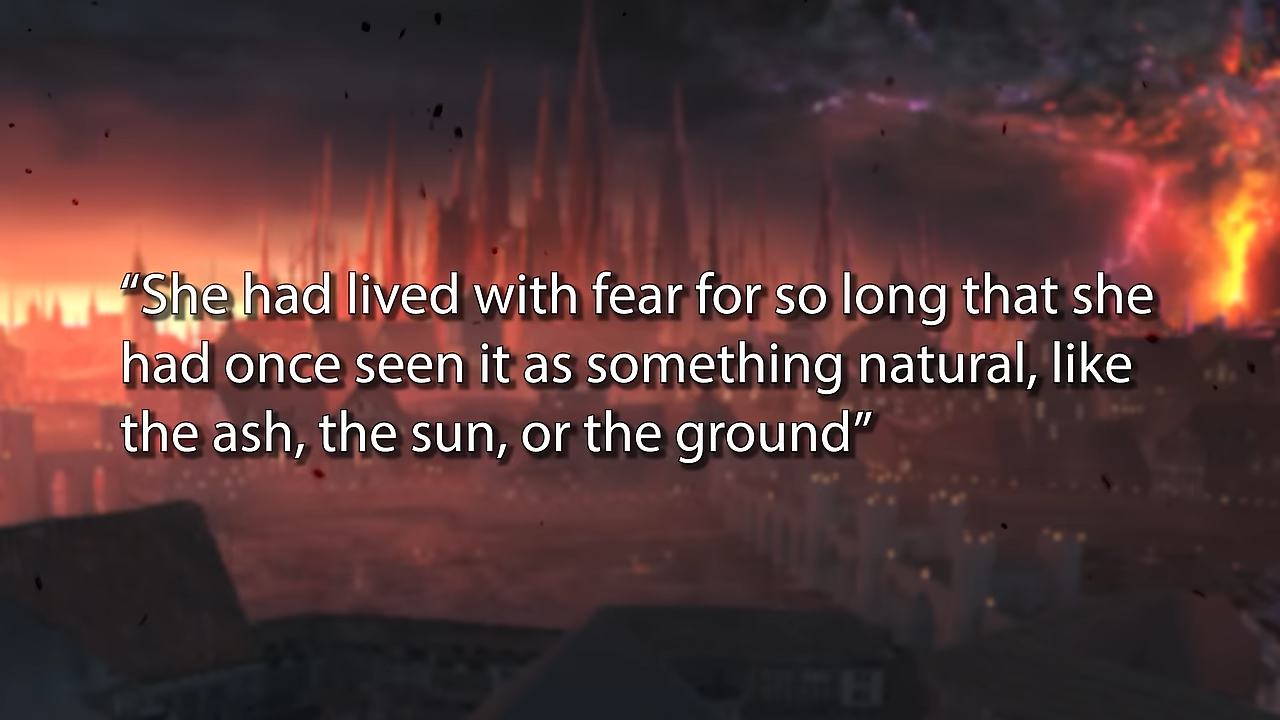 “She had lived with fear for so long that she
had once seen it as something natural, like
the ash, the sun, or the ground”